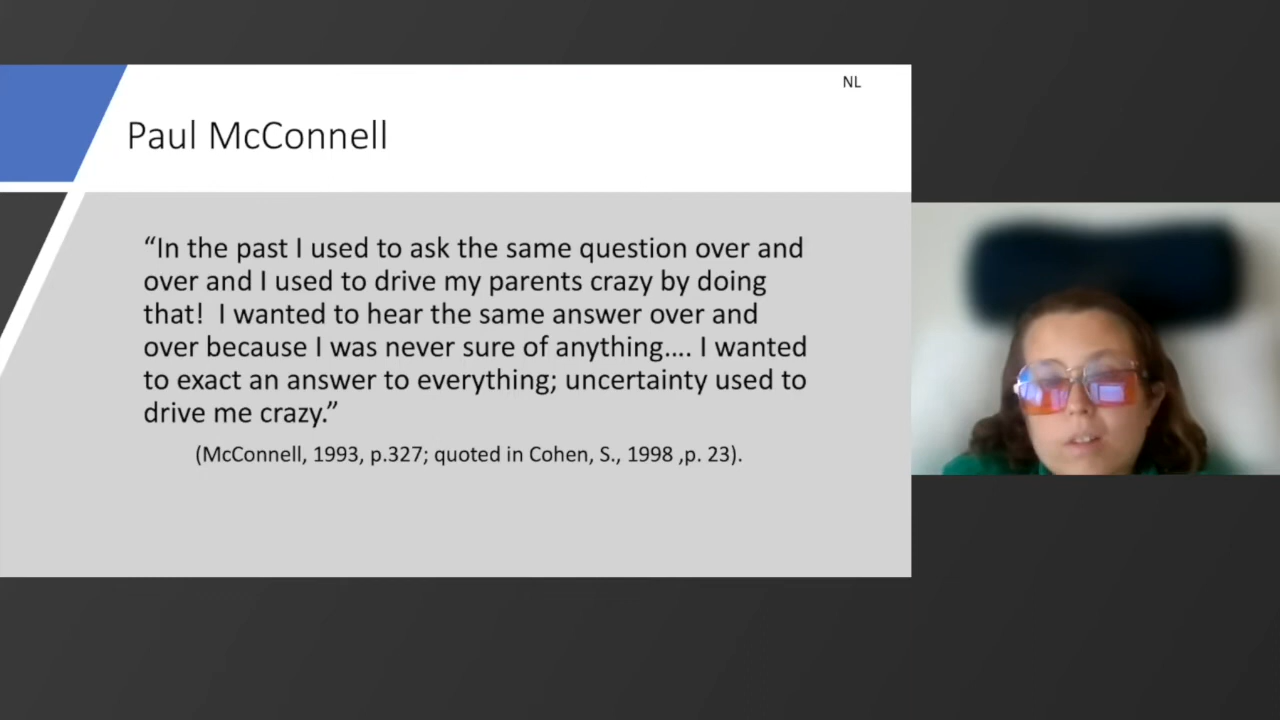 NL
Paul McConnell
“In the past I used to ask the same question over and
over and I used to drive my parents crazy by doing
that!  I wanted to hear the same answer over and
over because I was never sure of anything.... I wanted
to exact an answer to everything; uncertainty used to
drive me crazy.”
(McConnell, 1993, p.327; quoted in Cohen, S., 1998 ,p. 23).